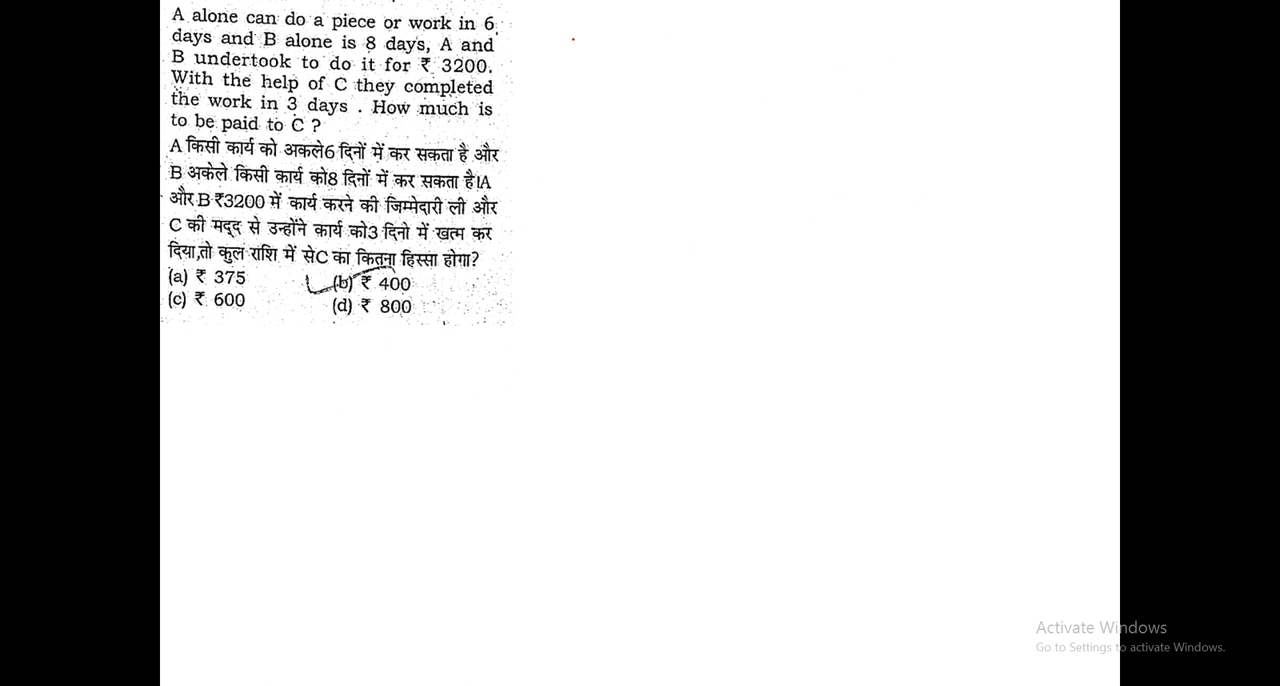 A alone can do a piece or work in 6
days and B alone is 8 days, A and
B undertook to do it for ₹ 3200.
With the help of C they completed
the work in 3 days . How much is
to be paid to C ?
A किसी कार्य को अकले6 दिनों में कर सकता है और
B अकेले किसी कार्य को8 दिनों में कर सकता है।A
और B ₹3200 में कार्य करने की जिम्मेदारी ली और
C की मद्द से उन्होंने कार्य को3 दिनो में खत्म कर
दिया,तो कुल राशि में सेC का कितना हिस्सा होगा?
(a) ₹ 375 (b) ₹ 400
(c) ₹ 600 (d) ₹ 800
Activate Windows
Go to Settings to activate Windows.